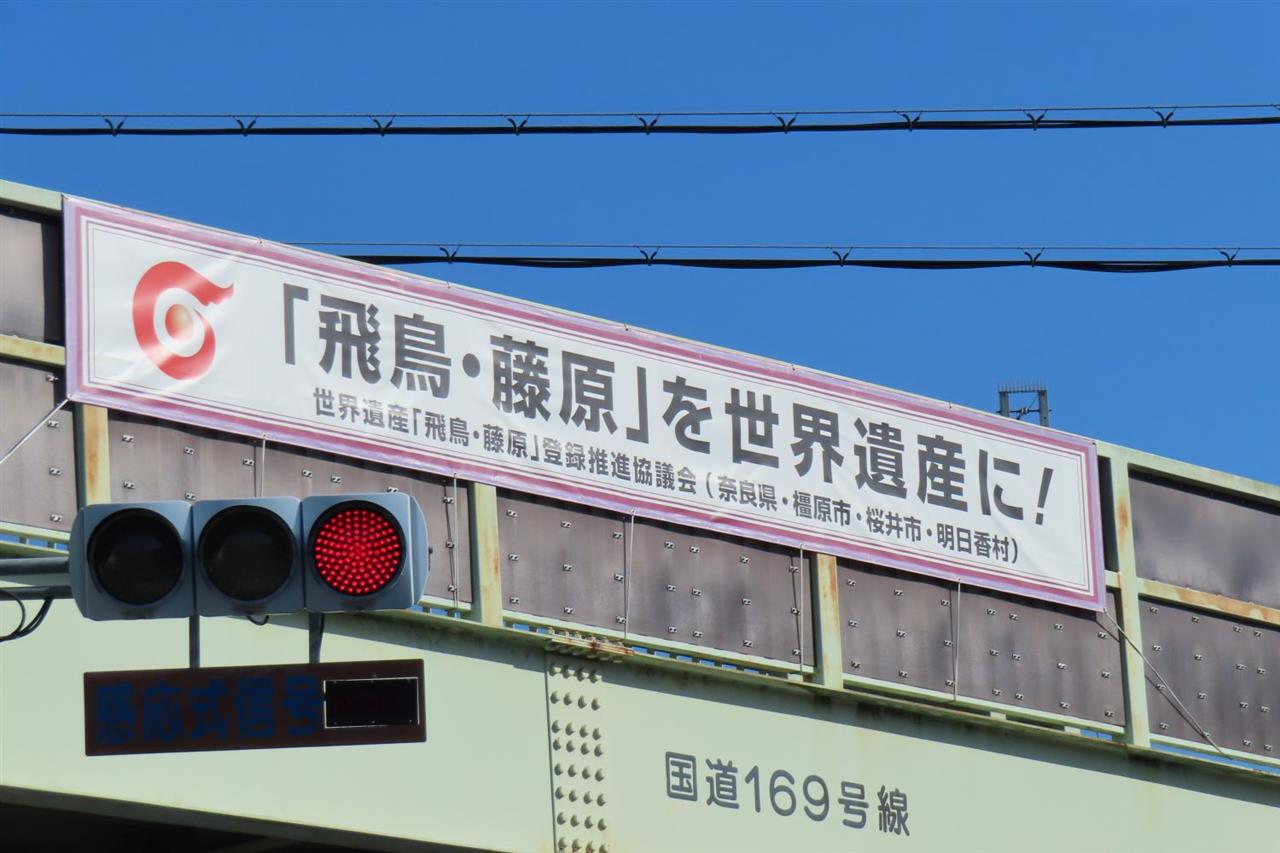 「飛鳥・藤原」を世界遺産に!
世界遺産「飛鳥・藤原」登録推進協議会(奈良県・橿原市・桜井市・明日香村)
感応式信号
国道169号線